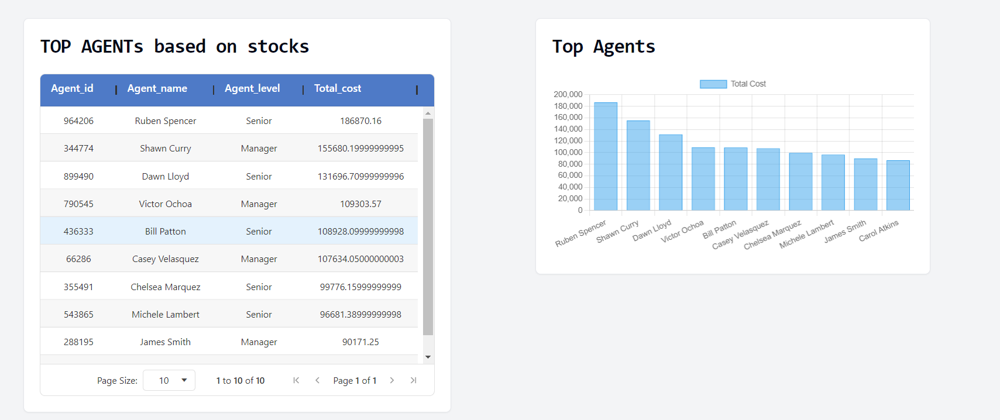 TOP AGENTs based on stocks
Agent_id Agent_name Agent_level Total_cost
964206 Ruben Spencer Senior 186870.16
344774 Shawn Curry Manager 155680.19999999995
899490 Dawn Lloyd Senior 131696.70999999996
790545 Victor Ochoa Manager 109303.57
436333 Bill Patton Senior 108928.09999999998
66286 Casey Velasquez Manager 107634.05000000003
355491 Chelsea Marquez Senior 99776.15999999999
543865 Michele Lambert Senior 96681.38999999998
288195 James Smith Manager 90171.25
Page Size: 10 1 to 10 of 10 Page 1 of 1
Top Agents
Total Cost
200,000
180,000
160,000
140,000
120,000
100,000
80,000
60,000
40,000
20,000
0
Ruben Spencer
Shawn Curry
Dawn Lloyd
Victor Ochoa
Bill Patton
Casey Velasquez
Chelsea Marquez
Michele Lambert
James Smith
Carol Atkins